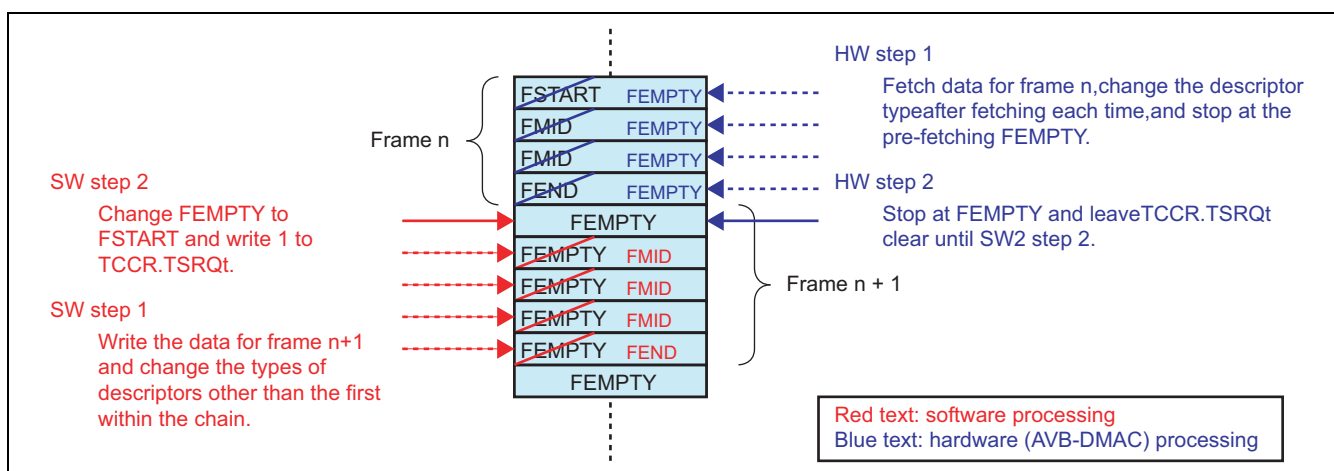 HW step 1
Fetch data for frame n,change the descriptor
typeafter fetching each time,and stop at the
pre-fetching FEMPTY.
HW step 2
Stop at FEMPTY and leaveTCCR.TSRQt
clear until SW2 step 2.
Frame n
FSTART FEMPTY
FMID FEMPTY
FMID FEMPTY
FEND FEMPTY
FEMPTY
FEMPTY FMID
FEMPTY FMID
FEMPTY FMID
FEMPTY FEND
FEMPTY
Frame n + 1
SW step 2
Change FEMPTY to
FSTART and write 1 to
TCCR.TSRQt.
SW step 1
Write the data for frame n+1
and change the types of
descriptors other than the first
within the chain.
Red text: software processing
Blue text: hardware (AVB-DMAC) processing